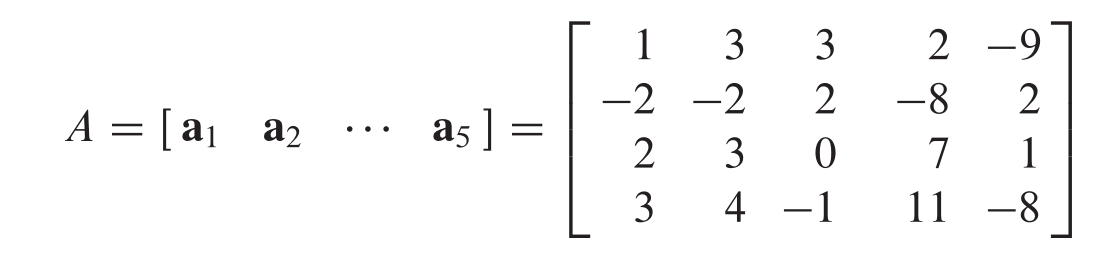 A = [ a₁ a₂ ⋯ a₅ ] = [ 1 3 3 2 −9
−2 −2 2 −8 2
2 3 0 7 1
3 4 −1 11 −8 ]